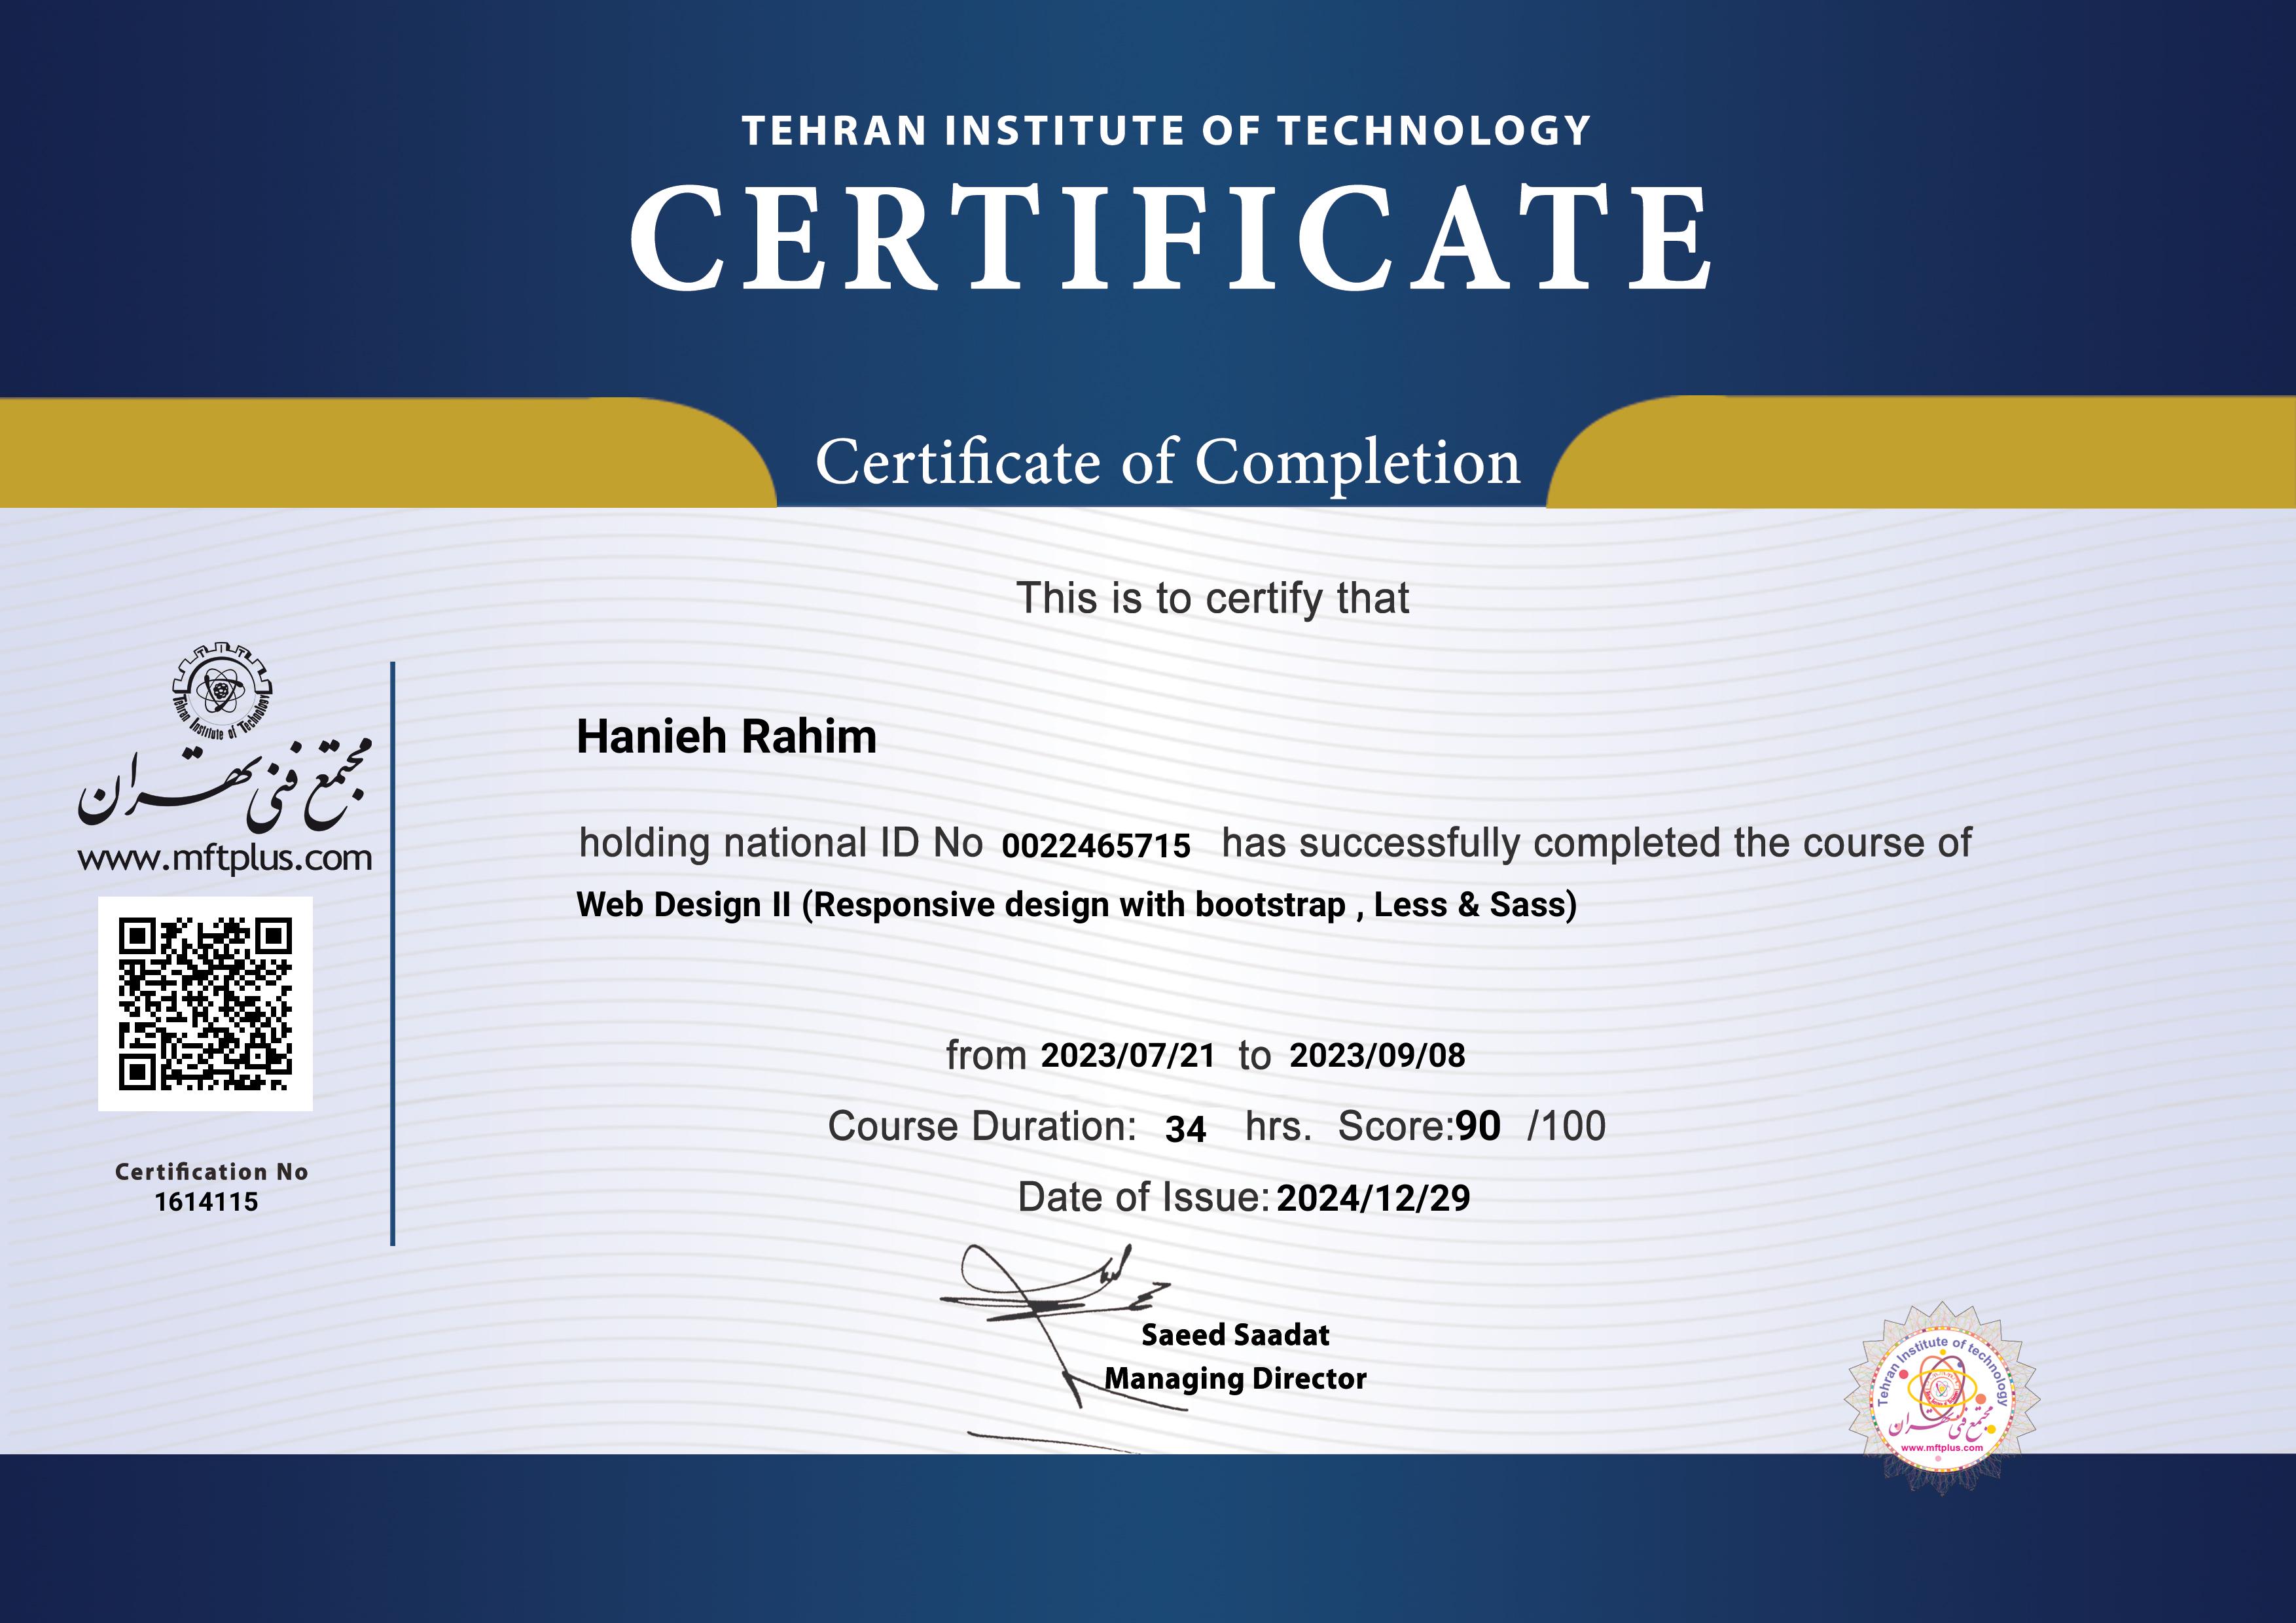 TEHRAN INSTITUTE OF TECHNOLOGY
CERTIFICATE
Certificate of Completion
This is to certify that
Tehran Institute of Technology
مجتمع فنی تهران
www.mftplus.com
Certification No
1614115
Hanieh Rahim
holding national ID No 0022465715 has successfully completed the course of
Web Design II (Responsive design with bootstrap , Less & Sass)
from 2023/07/21 to 2023/09/08
Course Duration: 34 hrs. Score:90 /100
Date of Issue: 2024/12/29
Saeed Saadat
Managing Director
Tehran Institute of technology
مجتمع فنی تهران
www.mftplus.com